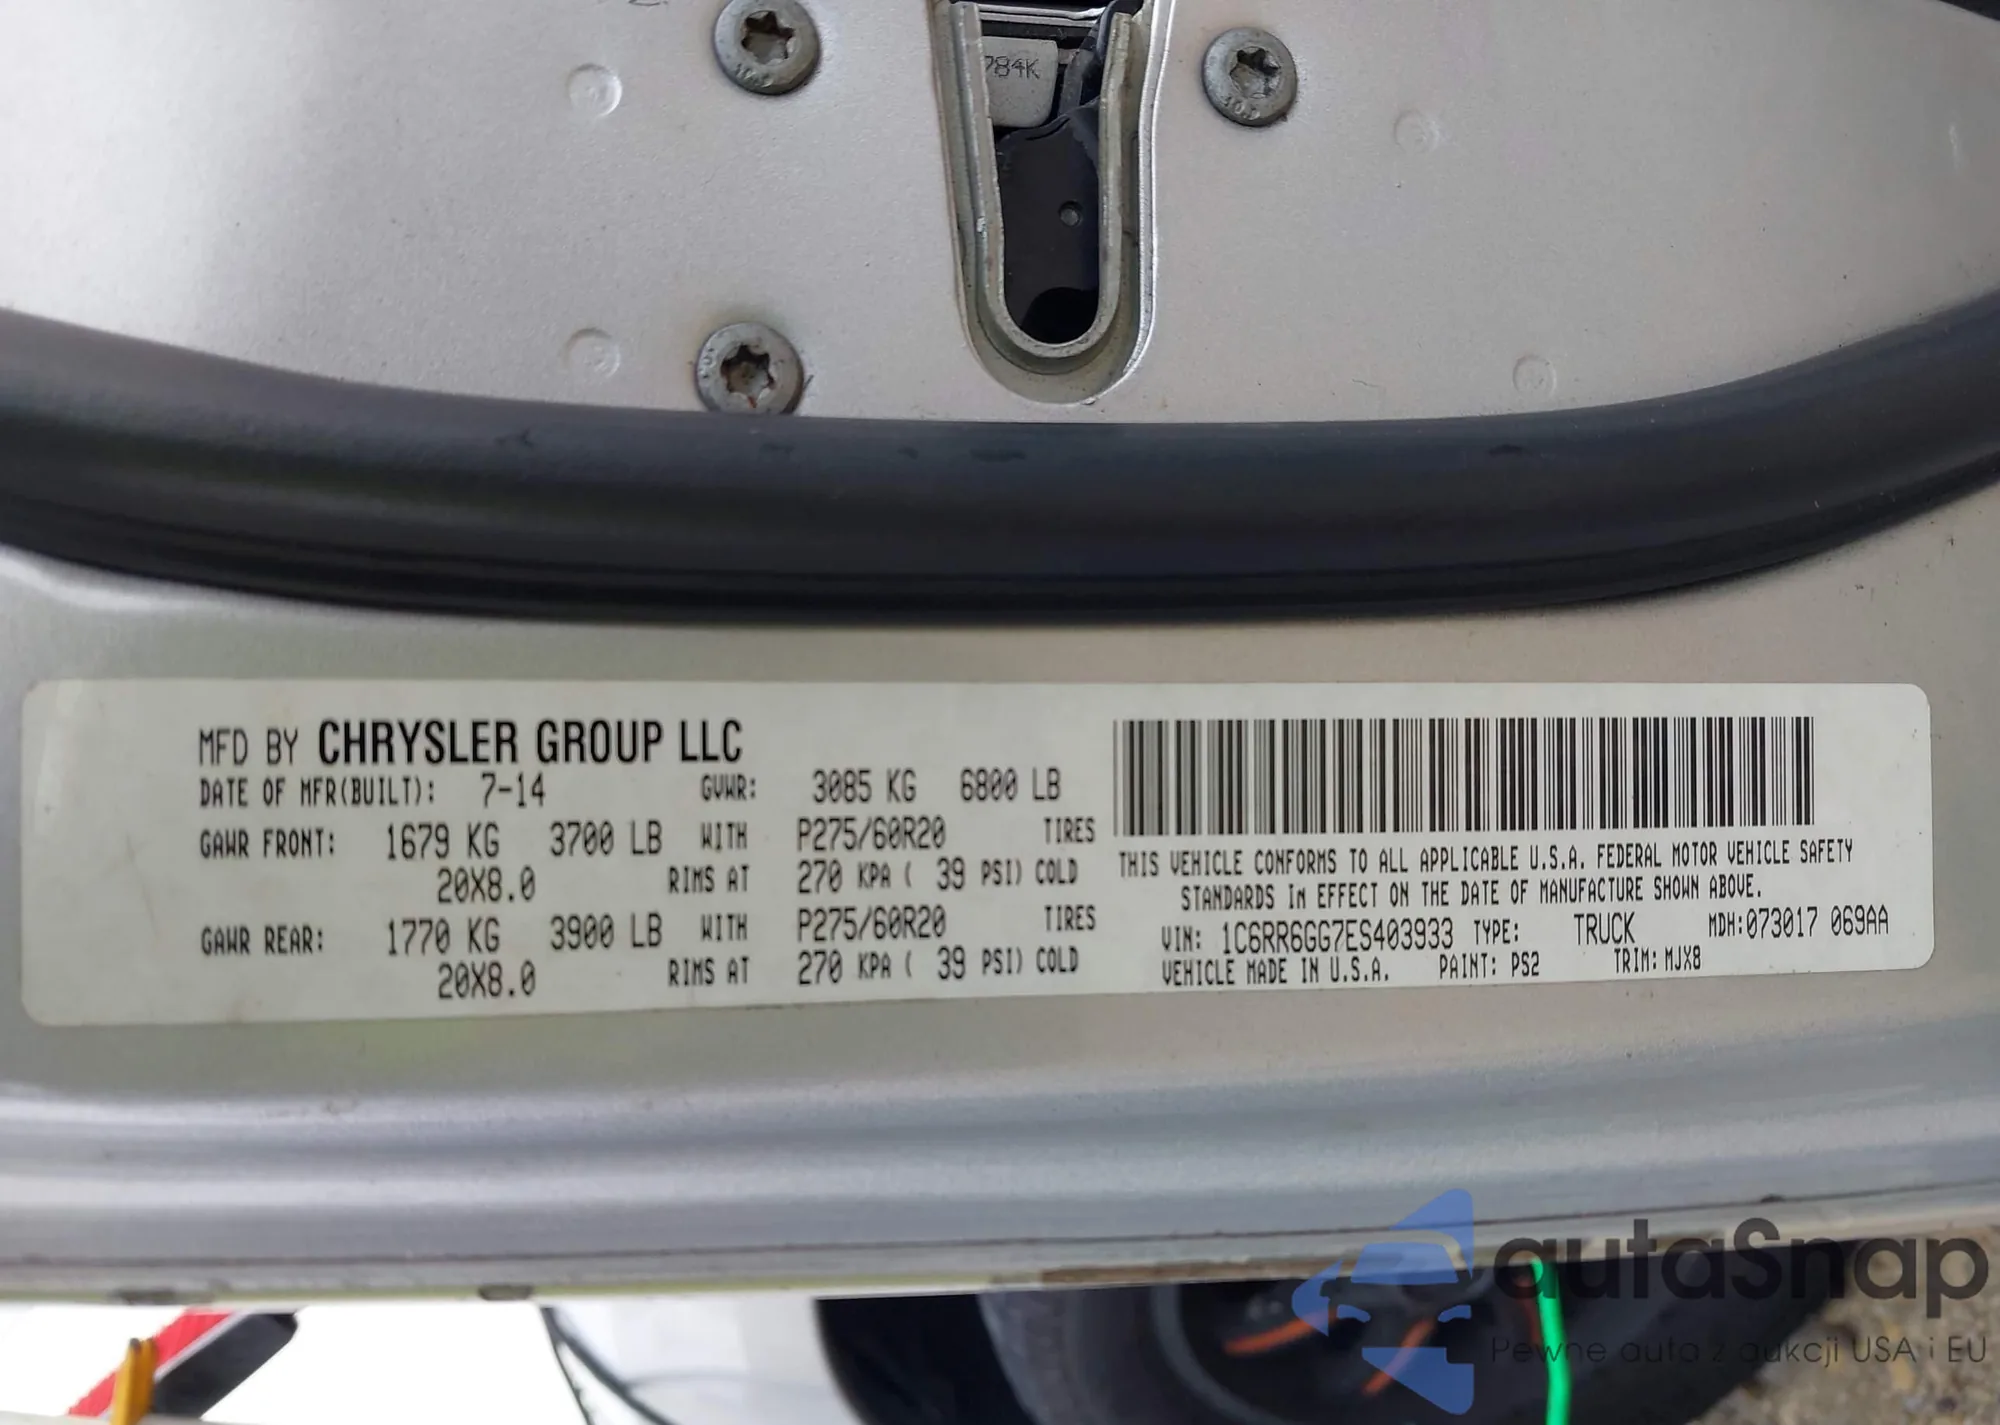 784K
MFD BY CHRYSLER GROUP LLC
DATE OF MFR(BUILT): 7-14 GVWR: 3085 KG 6800 LB
GAWR FRONT: 1679 KG 3700 LB WITH P275/60R20 TIRES
20X8.0 RIMS AT 270 KPA ( 39 PSI) COLD
GAWR REAR: 1770 KG 3900 LB WITH P275/60R20 TIRES
20X8.0 RIMS AT 270 KPA ( 39 PSI) COLD
THIS VEHICLE CONFORMS TO ALL APPLICABLE U.S.A. FEDERAL MOTOR VEHICLE SAFETY
STANDARDS IN EFFECT ON THE DATE OF MANUFACTURE SHOWN ABOVE.
VIN: 1C6RR6GG7ES403933 TYPE: TRUCK MDH:073017 069AA
VEHICLE MADE IN U.S.A. PAINT: PS2 TRIM: MJX8
autaSnap
Pewne auta z aukcji USA i EU